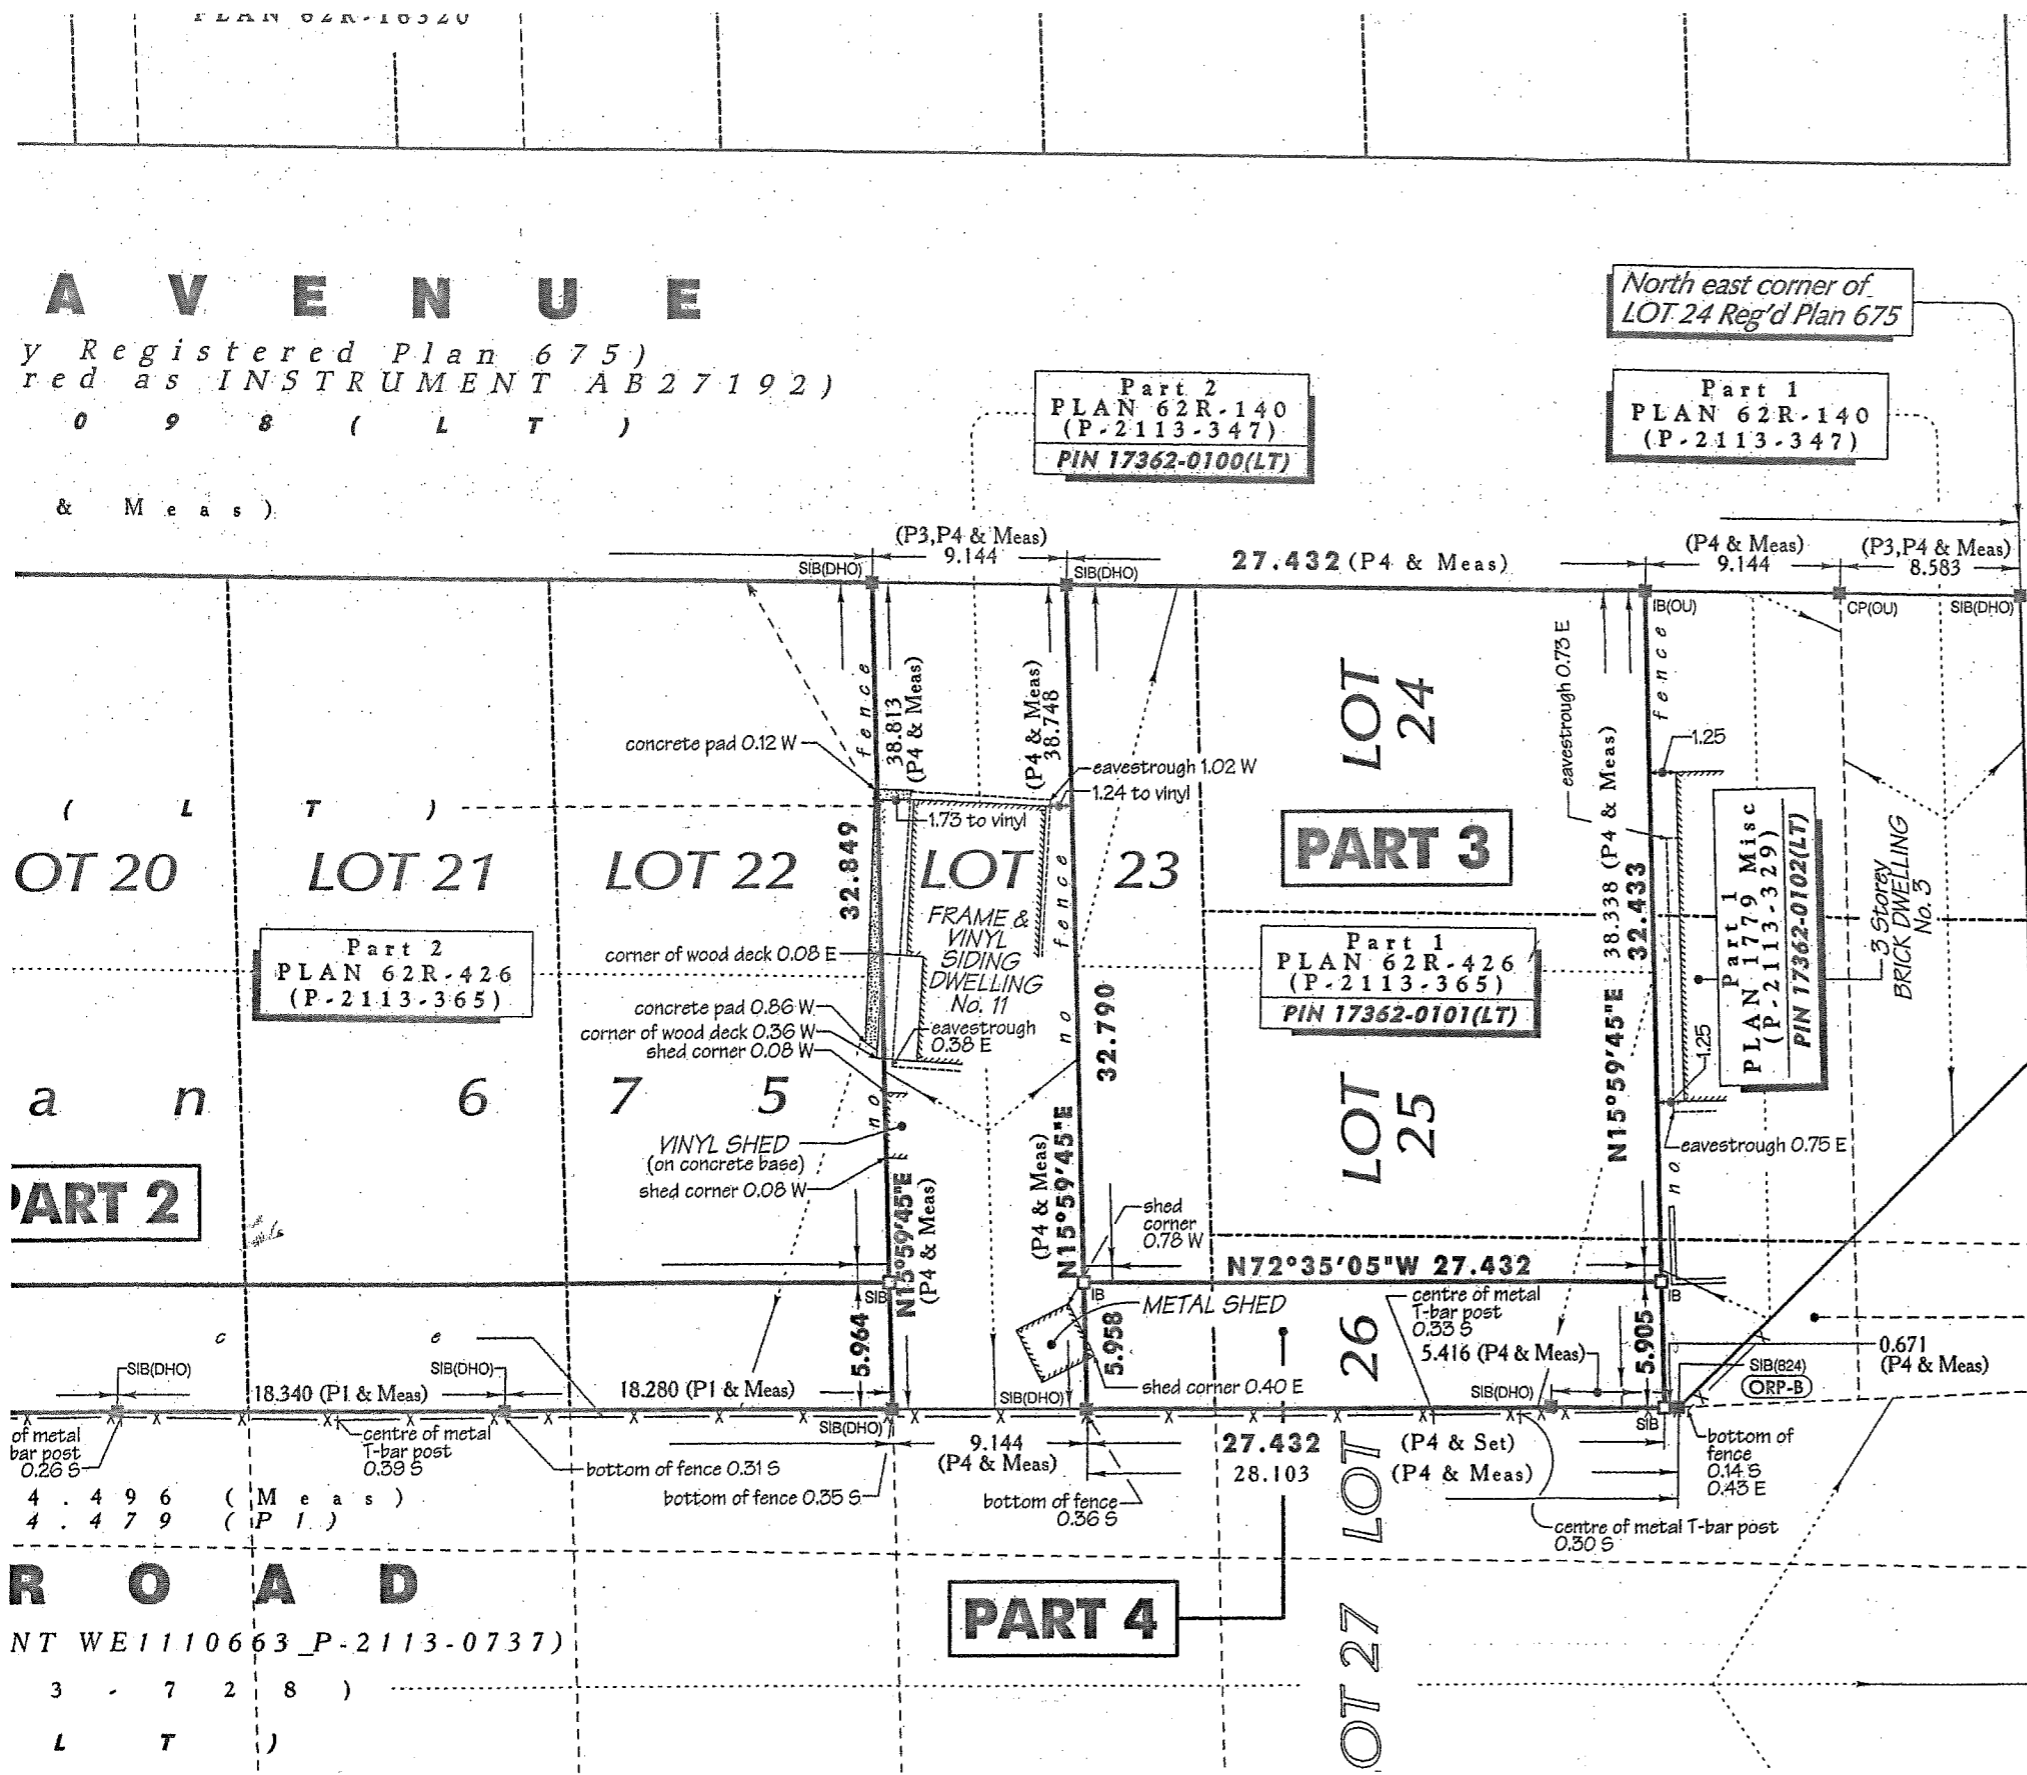 PLAN 62R-16320
AVENUE
y Registered Plan 675)
red as INSTRUMENT AB27192)
098(LT)
& Meas)
North east corner of
LOT 24 Reg'd Plan 675
Part 2
PLAN 62R-140
(P-2113-347)
PIN 17362-0100(LT)
Part 1
PLAN 62R-140
(P-2113-347)
(P3,P4 & Meas)
9.144
27.432 (P4 & Meas)
(P4 & Meas)
9.144
(P3,P4 & Meas)
8.583
SIB(DHO)
SIB(DHO)
IB(OU)
CP(OU)
SIB(DHO)
fence
38.813
(P4 & Meas)
(P4 & Meas)
38.748
LOT
24
eavestrough 0.73 E
fence
concrete pad 0.12 W
eavestrough 1.02 W
1.24 to vinyl
1.73 to vinyl
1.25
(LT)
OT 20
LOT 21
LOT 22
32.849
LOT
23
no fence
PART 3
38.338 (P4 & Meas)
32.433
Part 1
PLAN 1779 Misc
(P-2113-329)
PIN 17362-0102(LT)
3 Storey
BRICK DWELLING
No. 3
FRAME &
VINYL
SIDING
DWELLING
No. 11
Part 2
PLAN 62R-426
(P-2113-365)
corner of wood deck 0.08 E
Part 1
PLAN 62R-426
(P-2113-365)
PIN 17362-0101(LT)
concrete pad 0.86 W
corner of wood deck 0.36 W
shed corner 0.08 W
eavestrough
0.38 E
32.790
N15°59'45"E
1.25
an 675
no
LOT
25
VINYL SHED
(on concrete base)
shed corner 0.08 W
eavestrough 0.75 E
no
PART 2
N15°59'45"E
(P4 & Meas)
(P4 & Meas)
N15°59'45"E
shed
corner
0.78 W
N72°35'05"W 27.432
SIB
IB
IB
METAL SHED
centre of metal
T-bar post
0.33 S
5.416 (P4 & Meas)
c e
5.964
5.958
LOT 26
5.905
0.671
(P4 & Meas)
SIB(824)
ORP-B
SIB(DHO)
SIB(DHO)
18.340 (P1 & Meas)
18.280 (P1 & Meas)
SIB(DHO)
shed corner 0.40 E
SIB(DHO)
SIB(DHO)
SIB
of metal
bar post
0.26 S
centre of metal
T-bar post
0.39 S
bottom of fence 0.31 S
bottom of fence 0.35 S
9.144
(P4 & Meas)
bottom of fence
0.36 S
27.432 (P4 & Set)
28.103 (P4 & Meas)
bottom of
fence
0.14 S
0.43 E
centre of metal T-bar post
0.30 S
4.496 (Meas)
4.479 (P1)
ROAD
NT WE1110663_P-2113-0737)
3-728)
LT)
PART 4
LOT
OT 27